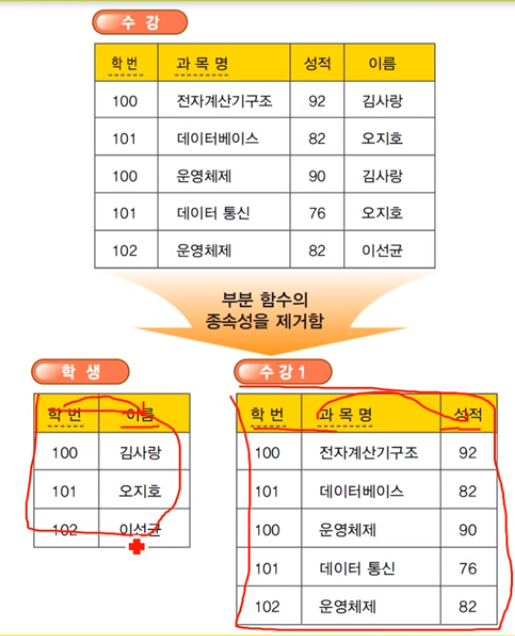 수 강
학 번 과 목 명 성적 이름
100 전자계산기구조 92 김사랑
101 데이터베이스 82 오지호
100 운영체제 90 김사랑
101 데이터 통신 76 오지호
102 운영체제 82 이선균
부분 함수의
종속성을 제거함
학 생
학 번 이름
100 김사랑
101 오지호
102 이선균
수 강 1
학 번 과 목 명 성적
100 전자계산기구조 92
101 데이터베이스 82
100 운영체제 90
101 데이터 통신 76
102 운영체제 82